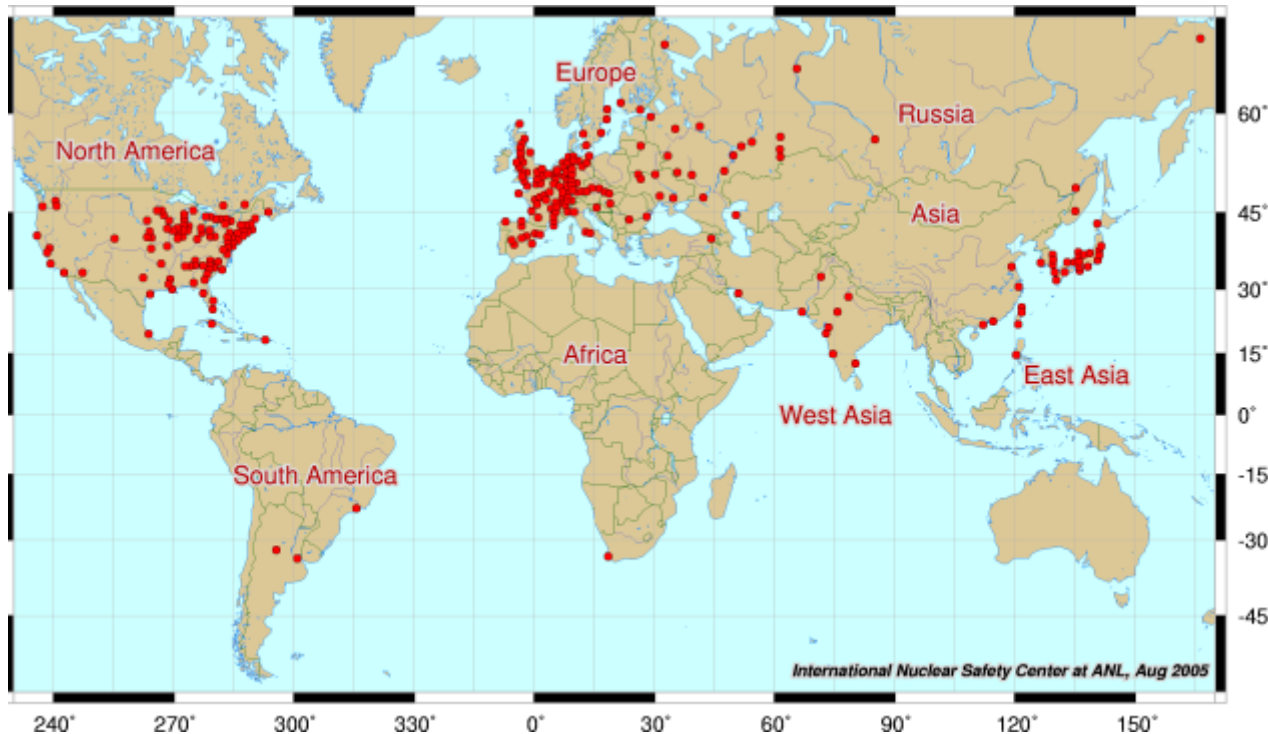 Europe
60°
Russia
North America
45°
Asia
30°
Africa
15°
East Asia
West Asia
0°
South America
-15
-30
-45
International Nuclear Safety Center at ANL, Aug 2005
240° 270° 300° 330° 0° 30° 60° 90° 120° 150°